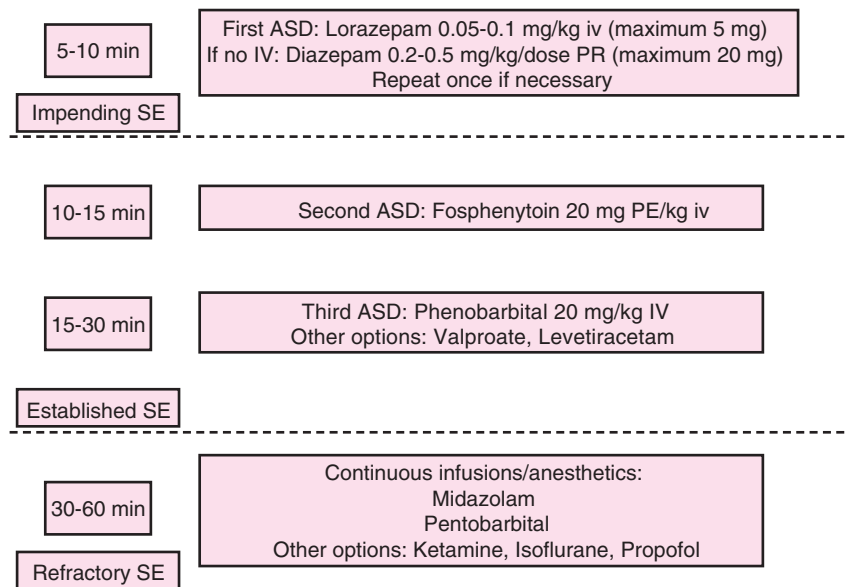 5-10 min
First ASD: Lorazepam 0.05-0.1 mg/kg iv (maximum 5 mg)
If no IV: Diazepam 0.2-0.5 mg/kg/dose PR (maximum 20 mg)
Repeat once if necessary
Impending SE
10-15 min
Second ASD: Fosphenytoin 20 mg PE/kg iv
15-30 min
Third ASD: Phenobarbital 20 mg/kg IV
Other options: Valproate, Levetiracetam
Established SE
30-60 min
Continuous infusions/anesthetics:
Midazolam
Pentobarbital
Other options: Ketamine, Isoflurane, Propofol
Refractory SE